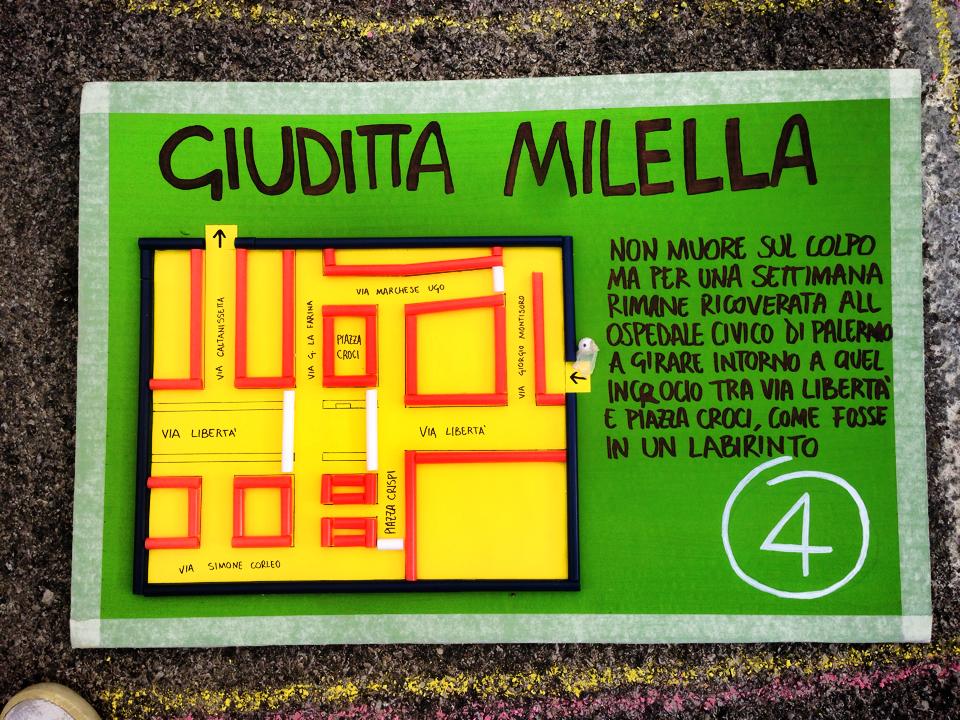 GIUDITTA MILELLA
NON MUORE SUL COLPO
MA PER UNA SETTIMANA
RIMANE RICOVERATA ALL
OSPEDALE CIVICO DI PALERMO
A GIRARE INTORNO A QUEL
INCROCIO TRA VIA LIBERTA'
E PIAZZA CROCI, COME FOSSE
IN UN LABIRINTO
4
VIA MARCHESE UGO
VIA CALTANISSETTA
VIA G LA FARINA
PIAZZA
CROCI
VIA GIORGIO MONTISORO
VIA LIBERTA'
VIA LIBERTA'
PIAZZA CRISPI
VIA SIMONE CORLEO